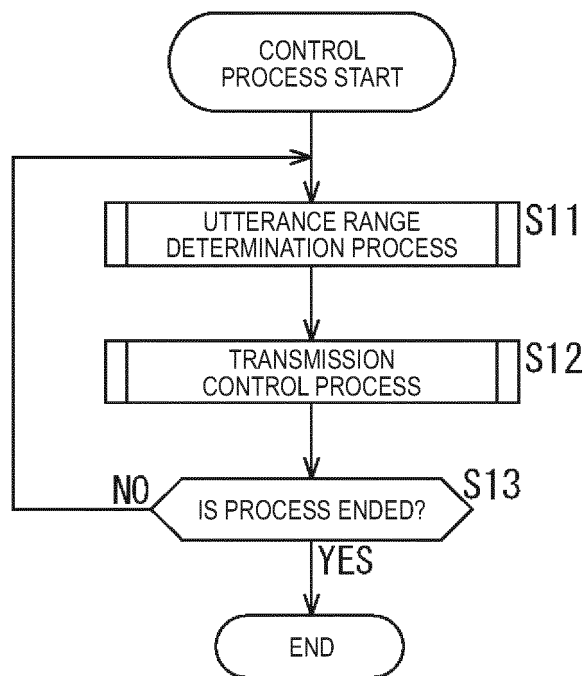 CONTROL
PROCESS START
UTTERANCE RANGE
DETERMINATION PROCESS
S11
TRANSMISSION
CONTROL PROCESS
S12
IS PROCESS ENDED?
S13
NO
YES
END